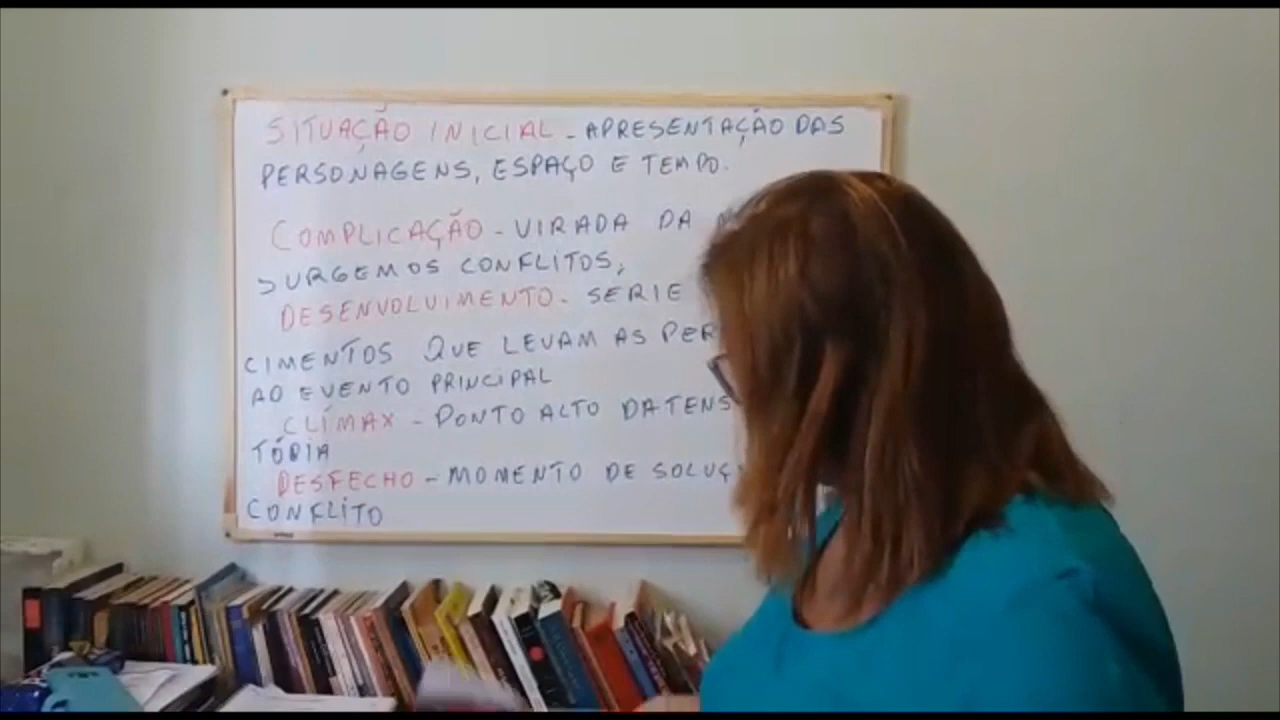 SITUAÇÃO INICIAL - APRESENTAÇÃO DAS
PERSONAGENS, ESPAÇO E TEMPO.
COMPLICAÇÃO - VIRADA DA
SURGEM OS CONFLITOS,
DESENVOLVIMENTO - SERIE
CIMENTOS QUE LEVAM AS PER
AO EVENTO PRINCIPAL
CLÍMAX - PONTO ALTO DA TENS
TÓRIA
DESFECHO - MOMENTO DE SOLUÇ
CONFLITO